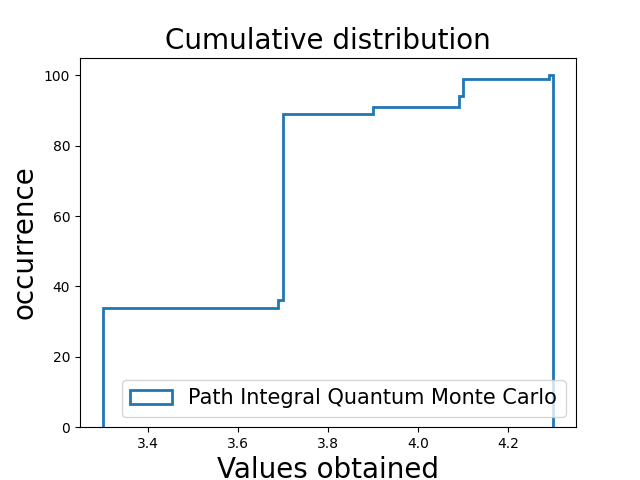 Cumulative distribution
occurrence
100
80
60
40
20
0
3.4 3.6 3.8 4.0 4.2
Path Integral Quantum Monte Carlo
Values obtained